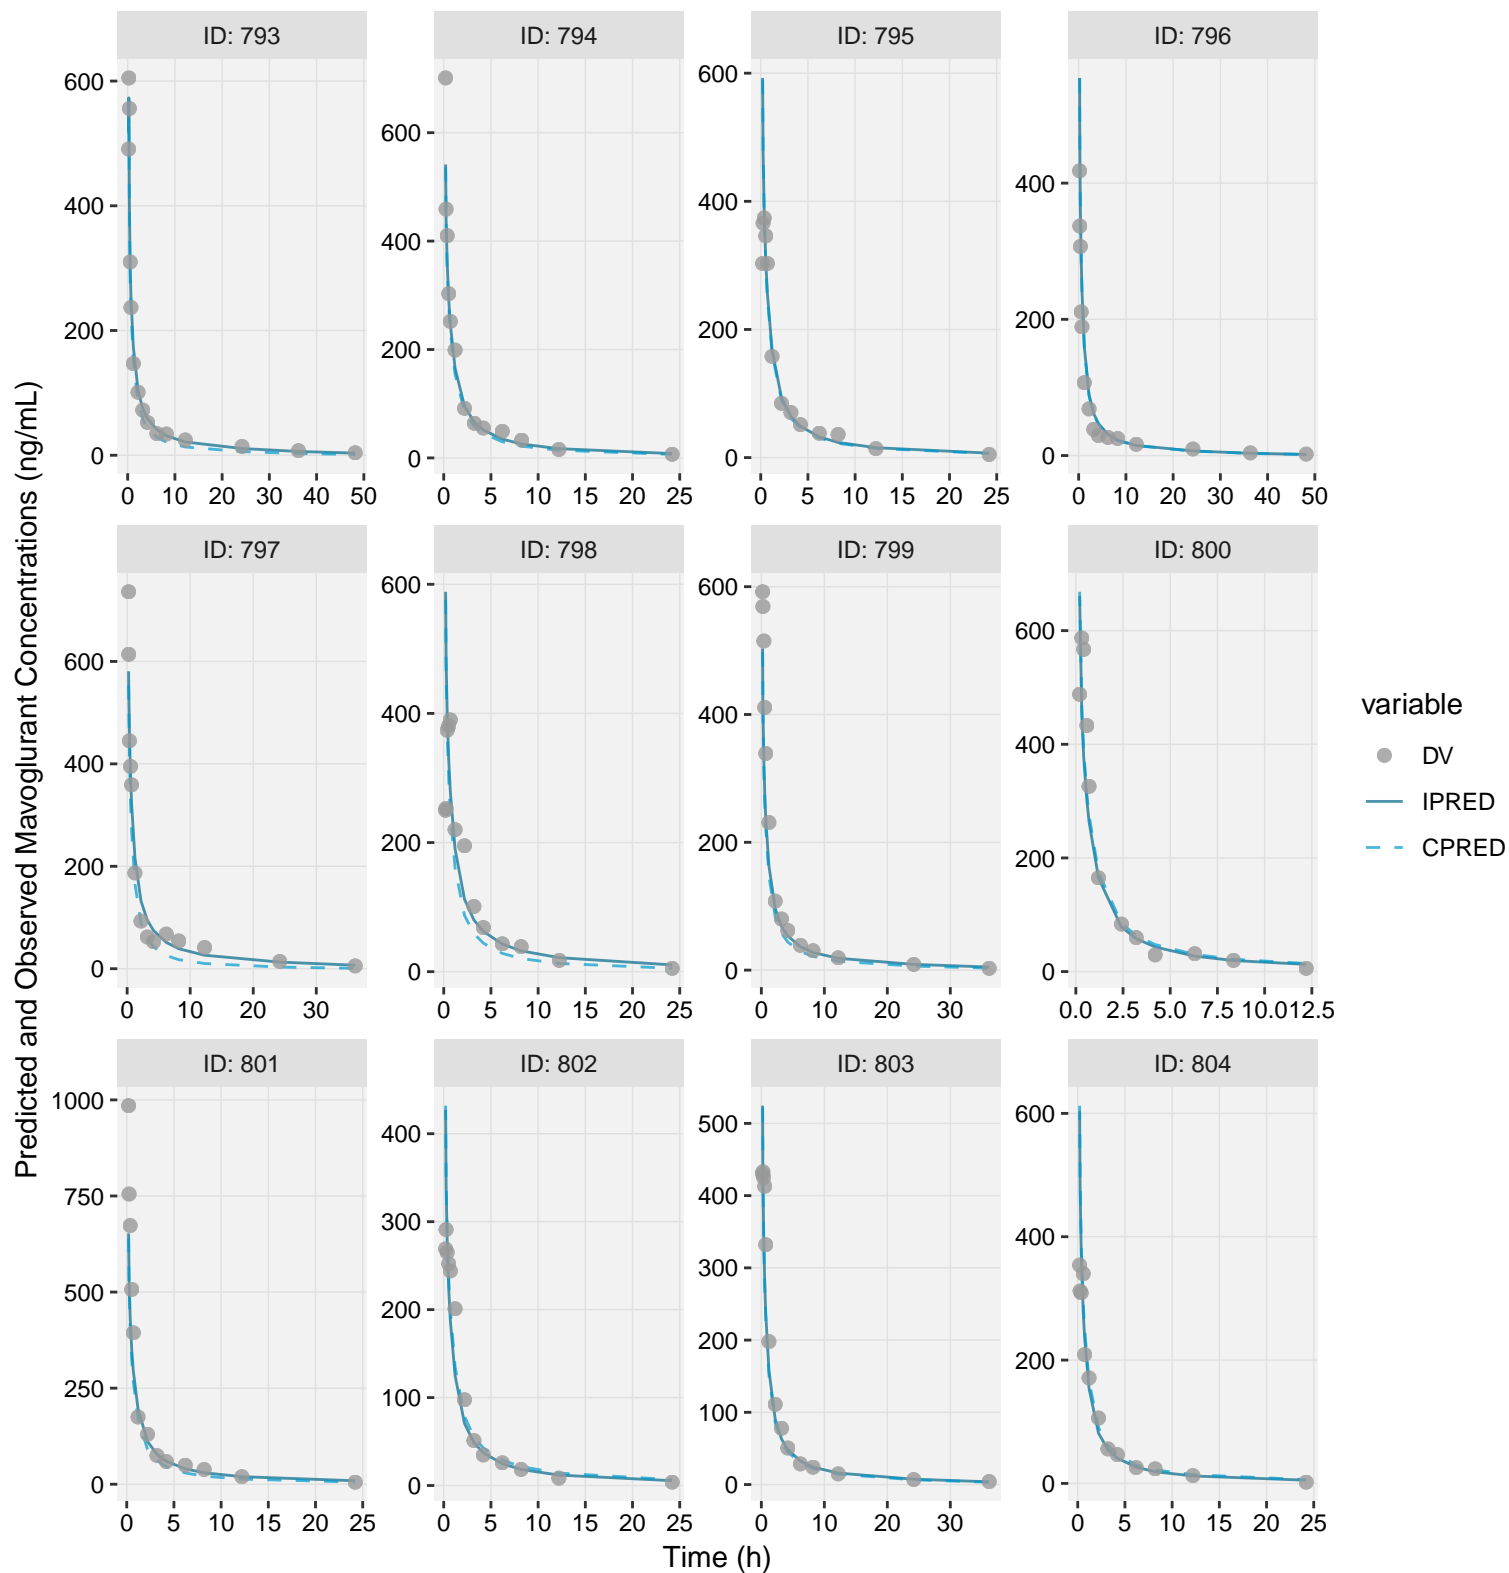 Predicted and Observed Mavoglurant Concentrations (ng/mL)
ID: 793
ID: 794
ID: 795
ID: 796
600
400
200
0
0 10 20 30 40 50
600
400
200
0
0 5 10 15 20 25
600
400
200
0
0 5 10 15 20 25
400
200
0
0 10 20 30 40 50
ID: 797
ID: 798
ID: 799
ID: 800
600
400
200
0
0 10 20 30
600
400
200
0
0 5 10 15 20 25
600
400
200
0
0 10 20 30
600
400
200
0
0.0 2.5 5.0 7.5 10.0 12.5
ID: 801
ID: 802
ID: 803
ID: 804
1000
750
500
250
0
0 5 10 15 20 25
400
300
200
100
0
0 5 10 15 20 25
500
400
300
200
100
0
0 10 20 30
600
400
200
0
0 5 10 15 20 25
Time (h)
variable
DV
IPRED
CPRED